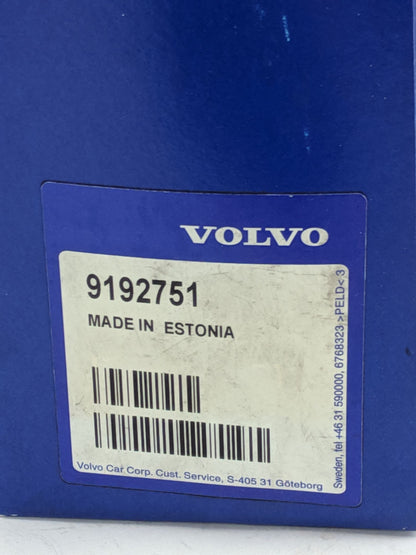 VOLVO
9192751
MADE IN ESTONIA
Volvo Car Corp. Cust. Service, S-405 31 Göteborg
Sweden, tel +46 31 590000, 6768323 >PELD< 3